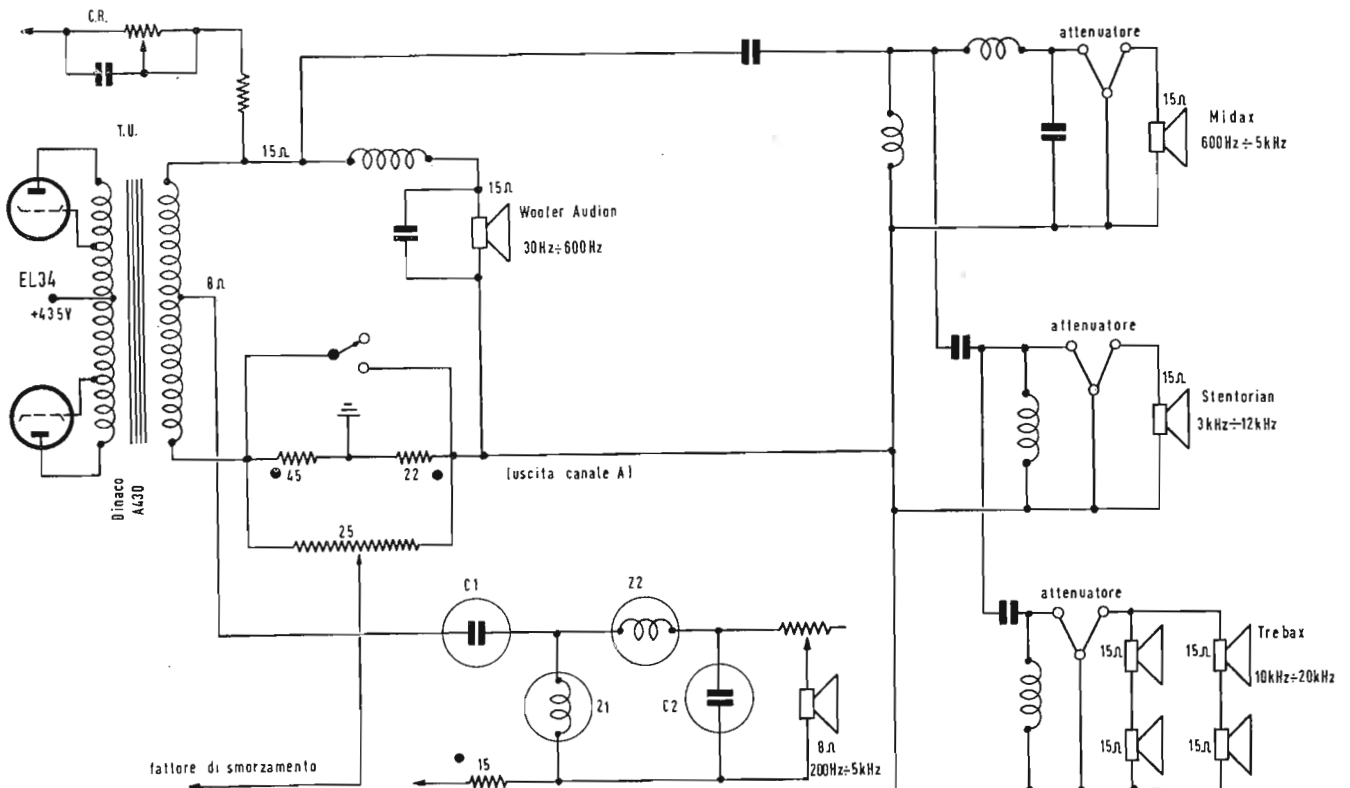 C.R.
attenuatore
T.U.
15Ω
15Ω
Midax
600Hz÷5kHz
15Ω
Woofer Audion
30Hz÷600Hz
EL34
+435V
8Ω
attenuatore
15Ω
Stentorian
3kHz÷12kHz
45
22
(uscita canale A)
Dinaco
A430
25
C1
Z2
attenuatore
15Ω
15Ω
Trebax
10kHz÷20kHz
Z1
C2
15Ω
15Ω
8Ω
200Hz÷5kHz
fattore di smorzamento
15